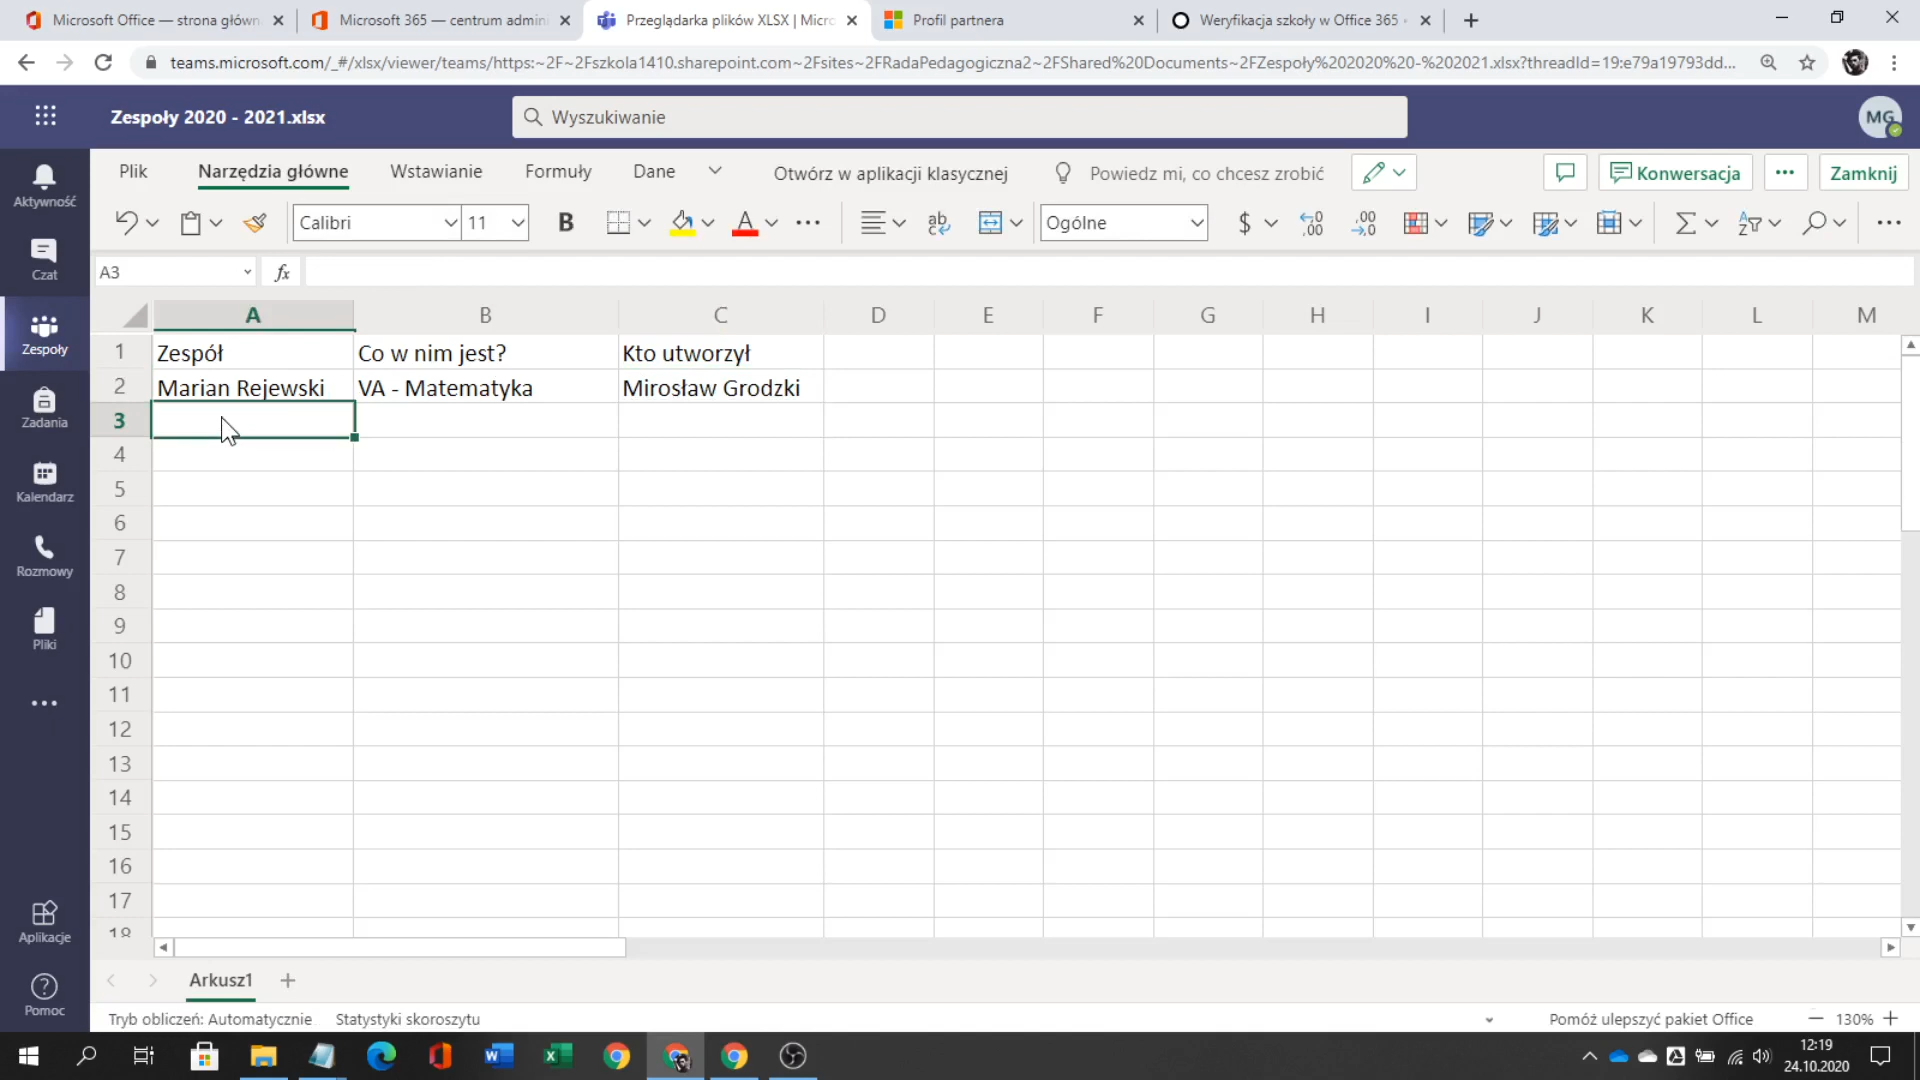 Microsoft Office — strona główn
Microsoft 365 — centrum admini
Przeglądarka plików XLSX | Micro
Profil partnera
Weryfikacja szkoły w Office 365
teams.microsoft.com/_#/xlsx/viewer/teams/https:~2F~2Fszkola1410.sharepoint.com~2Fsites~2FRadaPedagogiczna2~2FShared%20Documents~2FZespoły%202020%20-%202021.xlsx?threadId=19:e79a19793dd...
Zespoły 2020 - 2021.xlsx
Wyszukiwanie
MG
Plik Narzędzia główne Wstawianie Formuły Dane Otwórz w aplikacji klasycznej Powiedz mi, co chcesz zrobić Konwersacja Zamknij
Calibri 11 B A ab c Ogólne $ ,00 ,00
A3 fx
A B C D E F G H I J K L M
1 Zespół Co w nim jest? Kto utworzył
2 Marian Rejewski VA - Matematyka Mirosław Grodzki
3
4
5
6
7
8
9
10
11
12
13
14
15
16
17
18
Aktywność
Czat
Zespoły
Zadania
Kalendarz
Rozmowy
Pliki
Aplikacje
Pomoc
Arkusz1
Tryb obliczeń: Automatycznie Statystyki skoroszytu Pomóż ulepszyć pakiet Office 130%
12:19
24.10.2020